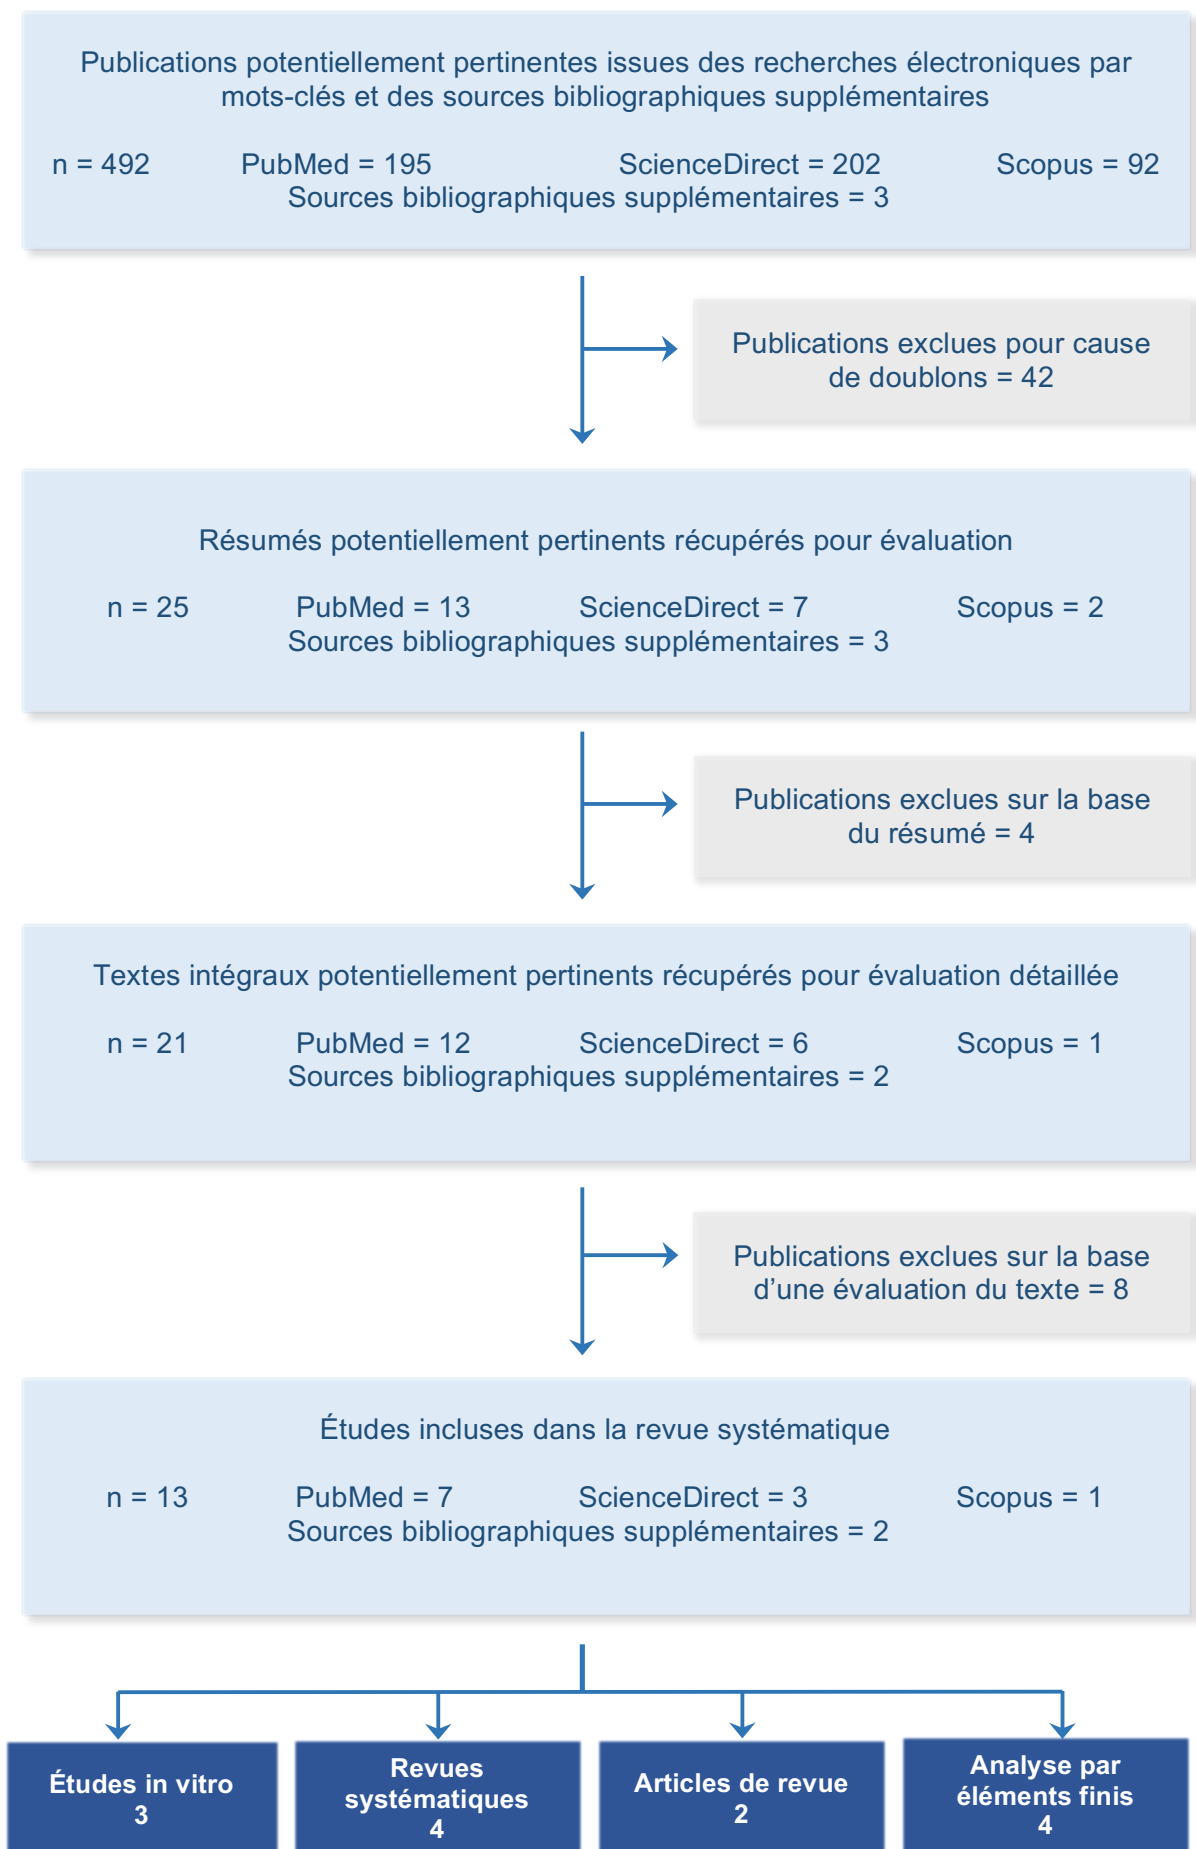 Publications potentiellement pertinentes issues des recherches électroniques par
mots-clés et des sources bibliographiques supplémentaires
n = 492 PubMed = 195 ScienceDirect = 202 Scopus = 92
Sources bibliographiques supplémentaires = 3
Publications exclues pour cause
de doublons = 42
Résumés potentiellement pertinents récupérés pour évaluation
n = 25 PubMed = 13 ScienceDirect = 7 Scopus = 2
Sources bibliographiques supplémentaires = 3
Publications exclues sur la base
du résumé = 4
Textes intégraux potentiellement pertinents récupérés pour évaluation détaillée
n = 21 PubMed = 12 ScienceDirect = 6 Scopus = 1
Sources bibliographiques supplémentaires = 2
Publications exclues sur la base
d’une évaluation du texte = 8
Études incluses dans la revue systématique
n = 13 PubMed = 7 ScienceDirect = 3 Scopus = 1
Sources bibliographiques supplémentaires = 2
Études in vitro
3
Revues
systématiques
4
Articles de revue
2
Analyse par
éléments finis
4